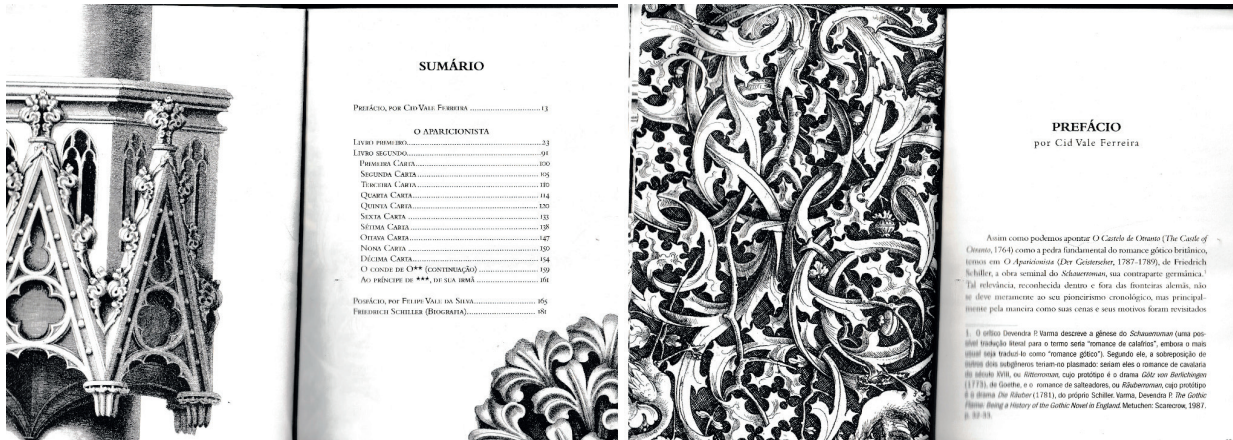 SUMÁRIO
PREFÁCIO, POR CID VALE FERREIRA ........................ 13
O APARICIONISTA
LIVRO PRIMEIRO........................ 23
LIVRO SEGUNDO........................ 91
PRIMEIRA CARTA........................ 100
SEGUNDA CARTA........................ 105
TERCEIRA CARTA........................ 110
QUARTA CARTA........................ 114
QUINTA CARTA........................ 120
SEXTA CARTA ........................ 133
SÉTIMA CARTA........................ 138
OITAVA CARTA........................ 147
NONA CARTA ........................ 150
DÉCIMA CARTA........................ 154
O CONDE DE O** (CONTINUAÇÃO) ........................ 159
AO PRÍNCIPE DE ***, DE SUA IRMÃ ........................ 161
POSFÁCIO, POR FELIPE VALE DA SILVA........................ 165
FRIEDRICH SCHILLER (BIOGRAFIA)........................ 181
PREFÁCIO
por Cid Vale Ferreira
Assim como podemos apontar O Castelo de Otranto (The Castle of
Otranto, 1764) como a pedra fundamental do romance gótico britânico,
temos em O Aparicionista (Der Geisterseher, 1787-1789), de Friedrich
Schiller, a obra seminal do Schauerroman, sua contraparte germânica.¹
Tal relevância, reconhecida dentro e fora das fronteiras alemãs, não
se deve meramente ao seu pioneirismo cronológico, mas principal-
mente pela maneira como suas cenas e seus motivos foram revisitados
1. O crítico Devendra P. Varma descreve a gênese do Schauerroman (uma pos-
sível tradução literal para o termo seria “romance de calafrios”, embora o mais
usual seja traduzi-lo como “romance gótico”). Segundo ele, a sobreposição de
outros dois subgêneros teriam-no plasmado: seriam eles o romance de cavalaria
do século XVIII, ou Ritterroman, cujo protótipo é o drama Götz von Berlichingen
(1773), de Goethe, e o romance de salteadores, ou Räuberroman, cujo protótipo
é o drama Die Räuber (1781), do próprio Schiller. Varma, Devendra P. The Gothic
Flame: Being a History of the Gothic Novel in England. Metuchen: Scarecrow, 1987.
p. 32-33.